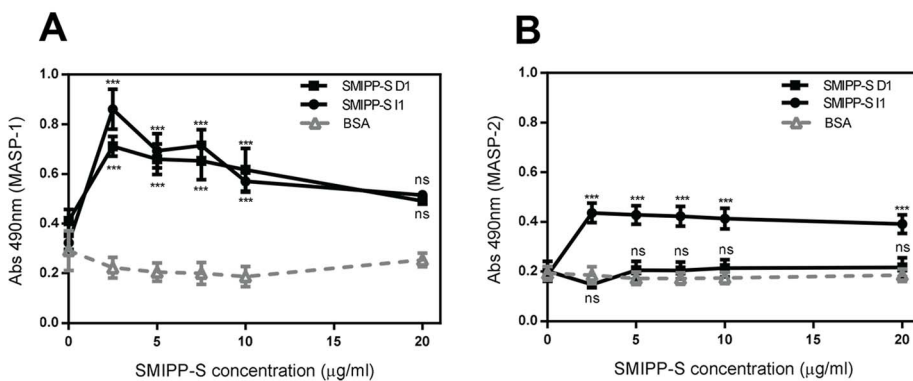 A
Abs 490nm (MASP-1)
1.0
0.8
0.6
0.4
0.2
0.0
0
5
10
15
20
SMIPP-S concentration (μg/ml)
SMIPP-S D1
SMIPP-S I1
BSA
***
***
***
***
***
***
***
***
ns
ns
B
Abs 490nm (MASP-2)
1.0
0.8
0.6
0.4
0.2
0.0
0
5
10
15
20
SMIPP-S concentration (μg/ml)
SMIPP-S D1
SMIPP-S I1
BSA
***
***
***
***
***
ns
ns
ns
ns
ns